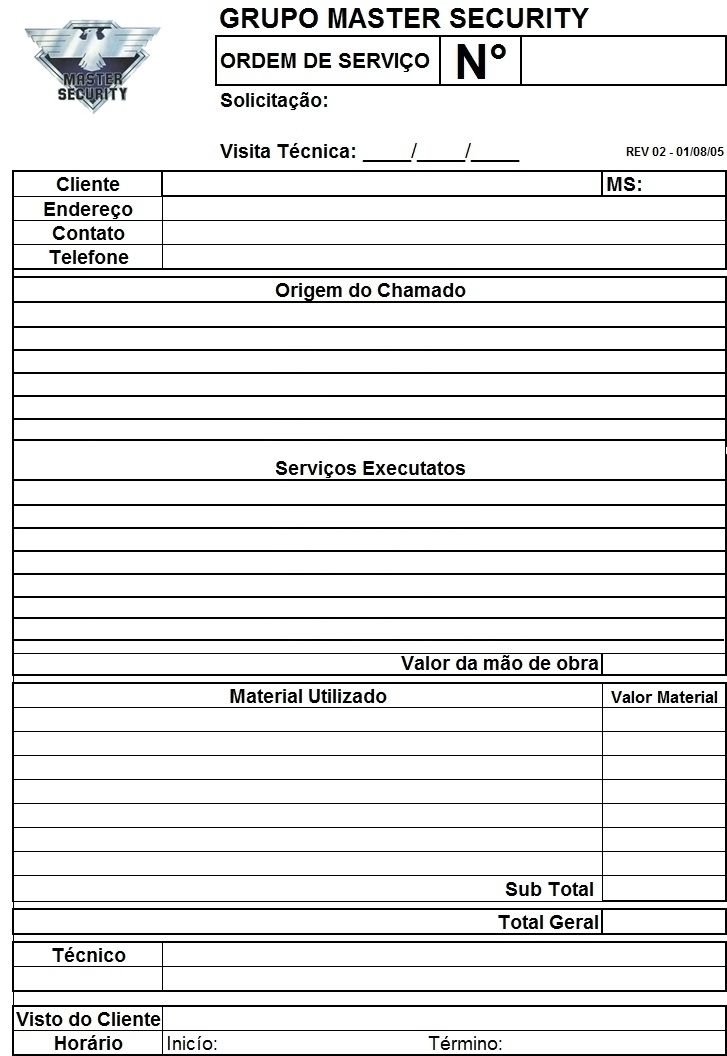 GRUPO MASTER SECURITY
MASTER
SECURITY
ORDEM DE SERVIÇO Nº
Solicitação:
Visita Técnica: ____/____/____ REV 02 - 01/08/05
Cliente MS:
Endereço
Contato
Telefone
Origem do Chamado
Serviços Executatos
Valor da mão de obra
Material Utilizado Valor Material
Sub Total
Total Geral
Técnico
Visto do Cliente
Horário Inicío: Término: